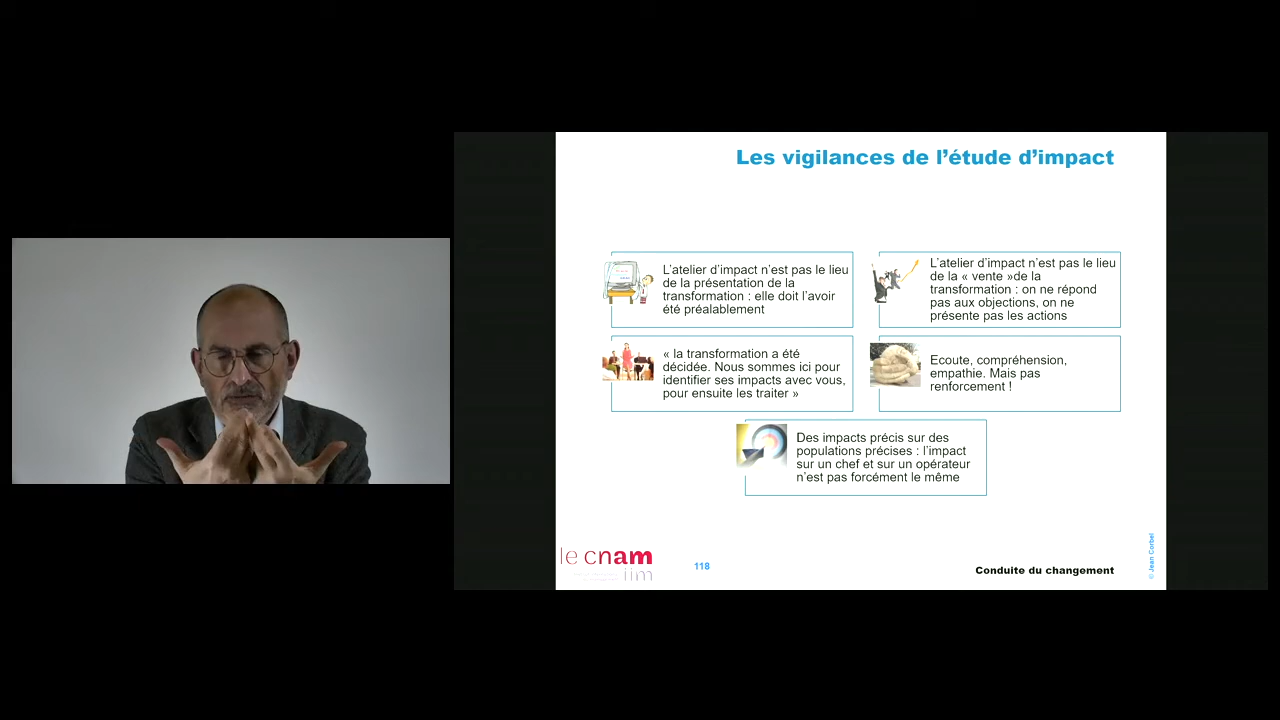 Les vigilances de l’étude d’impact
L’atelier d’impact n’est pas le lieu
de la présentation de la
transformation : elle doit l’avoir
été préalablement
L’atelier d’impact n’est pas le lieu
de la « vente »de la
transformation : on ne répond
pas aux objections, on ne
présente pas les actions
« la transformation a été
décidée. Nous sommes ici pour
identifier ses impacts avec vous,
pour ensuite les traiter »
Ecoute, compréhension,
empathie. Mais pas
renforcement !
Des impacts précis sur des
populations précises : l’impact
sur un chef et sur un opérateur
n’est pas forcément le même
le cnam
iim
118
Conduite du changement
© Jean Corbel